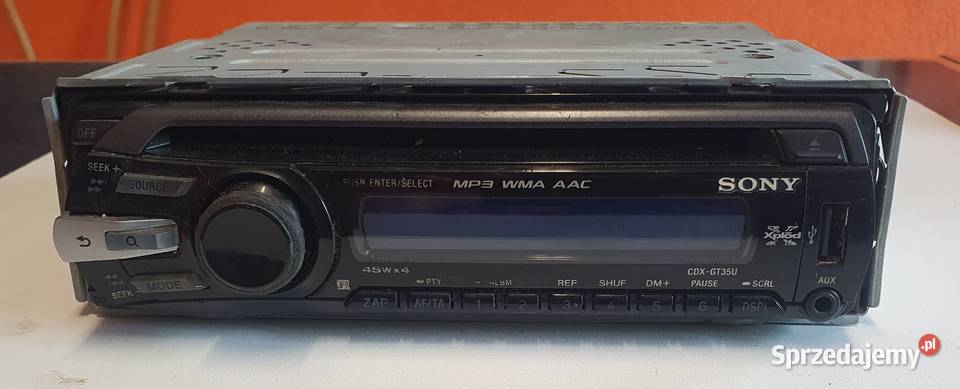 OFF
SEEK +
SOURCE
PUSH ENTER/SELECT
MP3 WMA AAC
SONY
Xplod
SEEK
MODE
45W×4
CDX-GT35U
PTY
- ALBM
REP
SHUF
DM+
PAUSE
SCRL
AUX
ZAP
AF/TA
1
2
3
4
5
6
DSPL
Sprzedajemy.pl